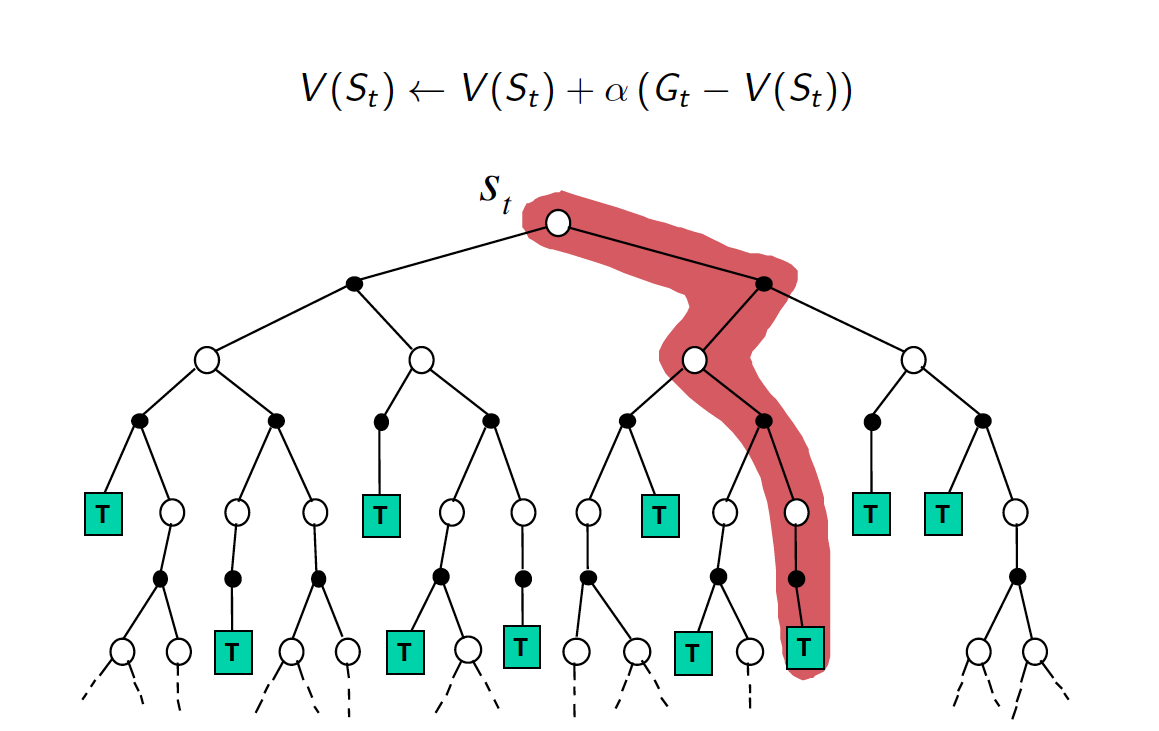 V(S_t) ← V(S_t) + α (G_t − V(S_t))
S_t
T T T T T
T T T T T